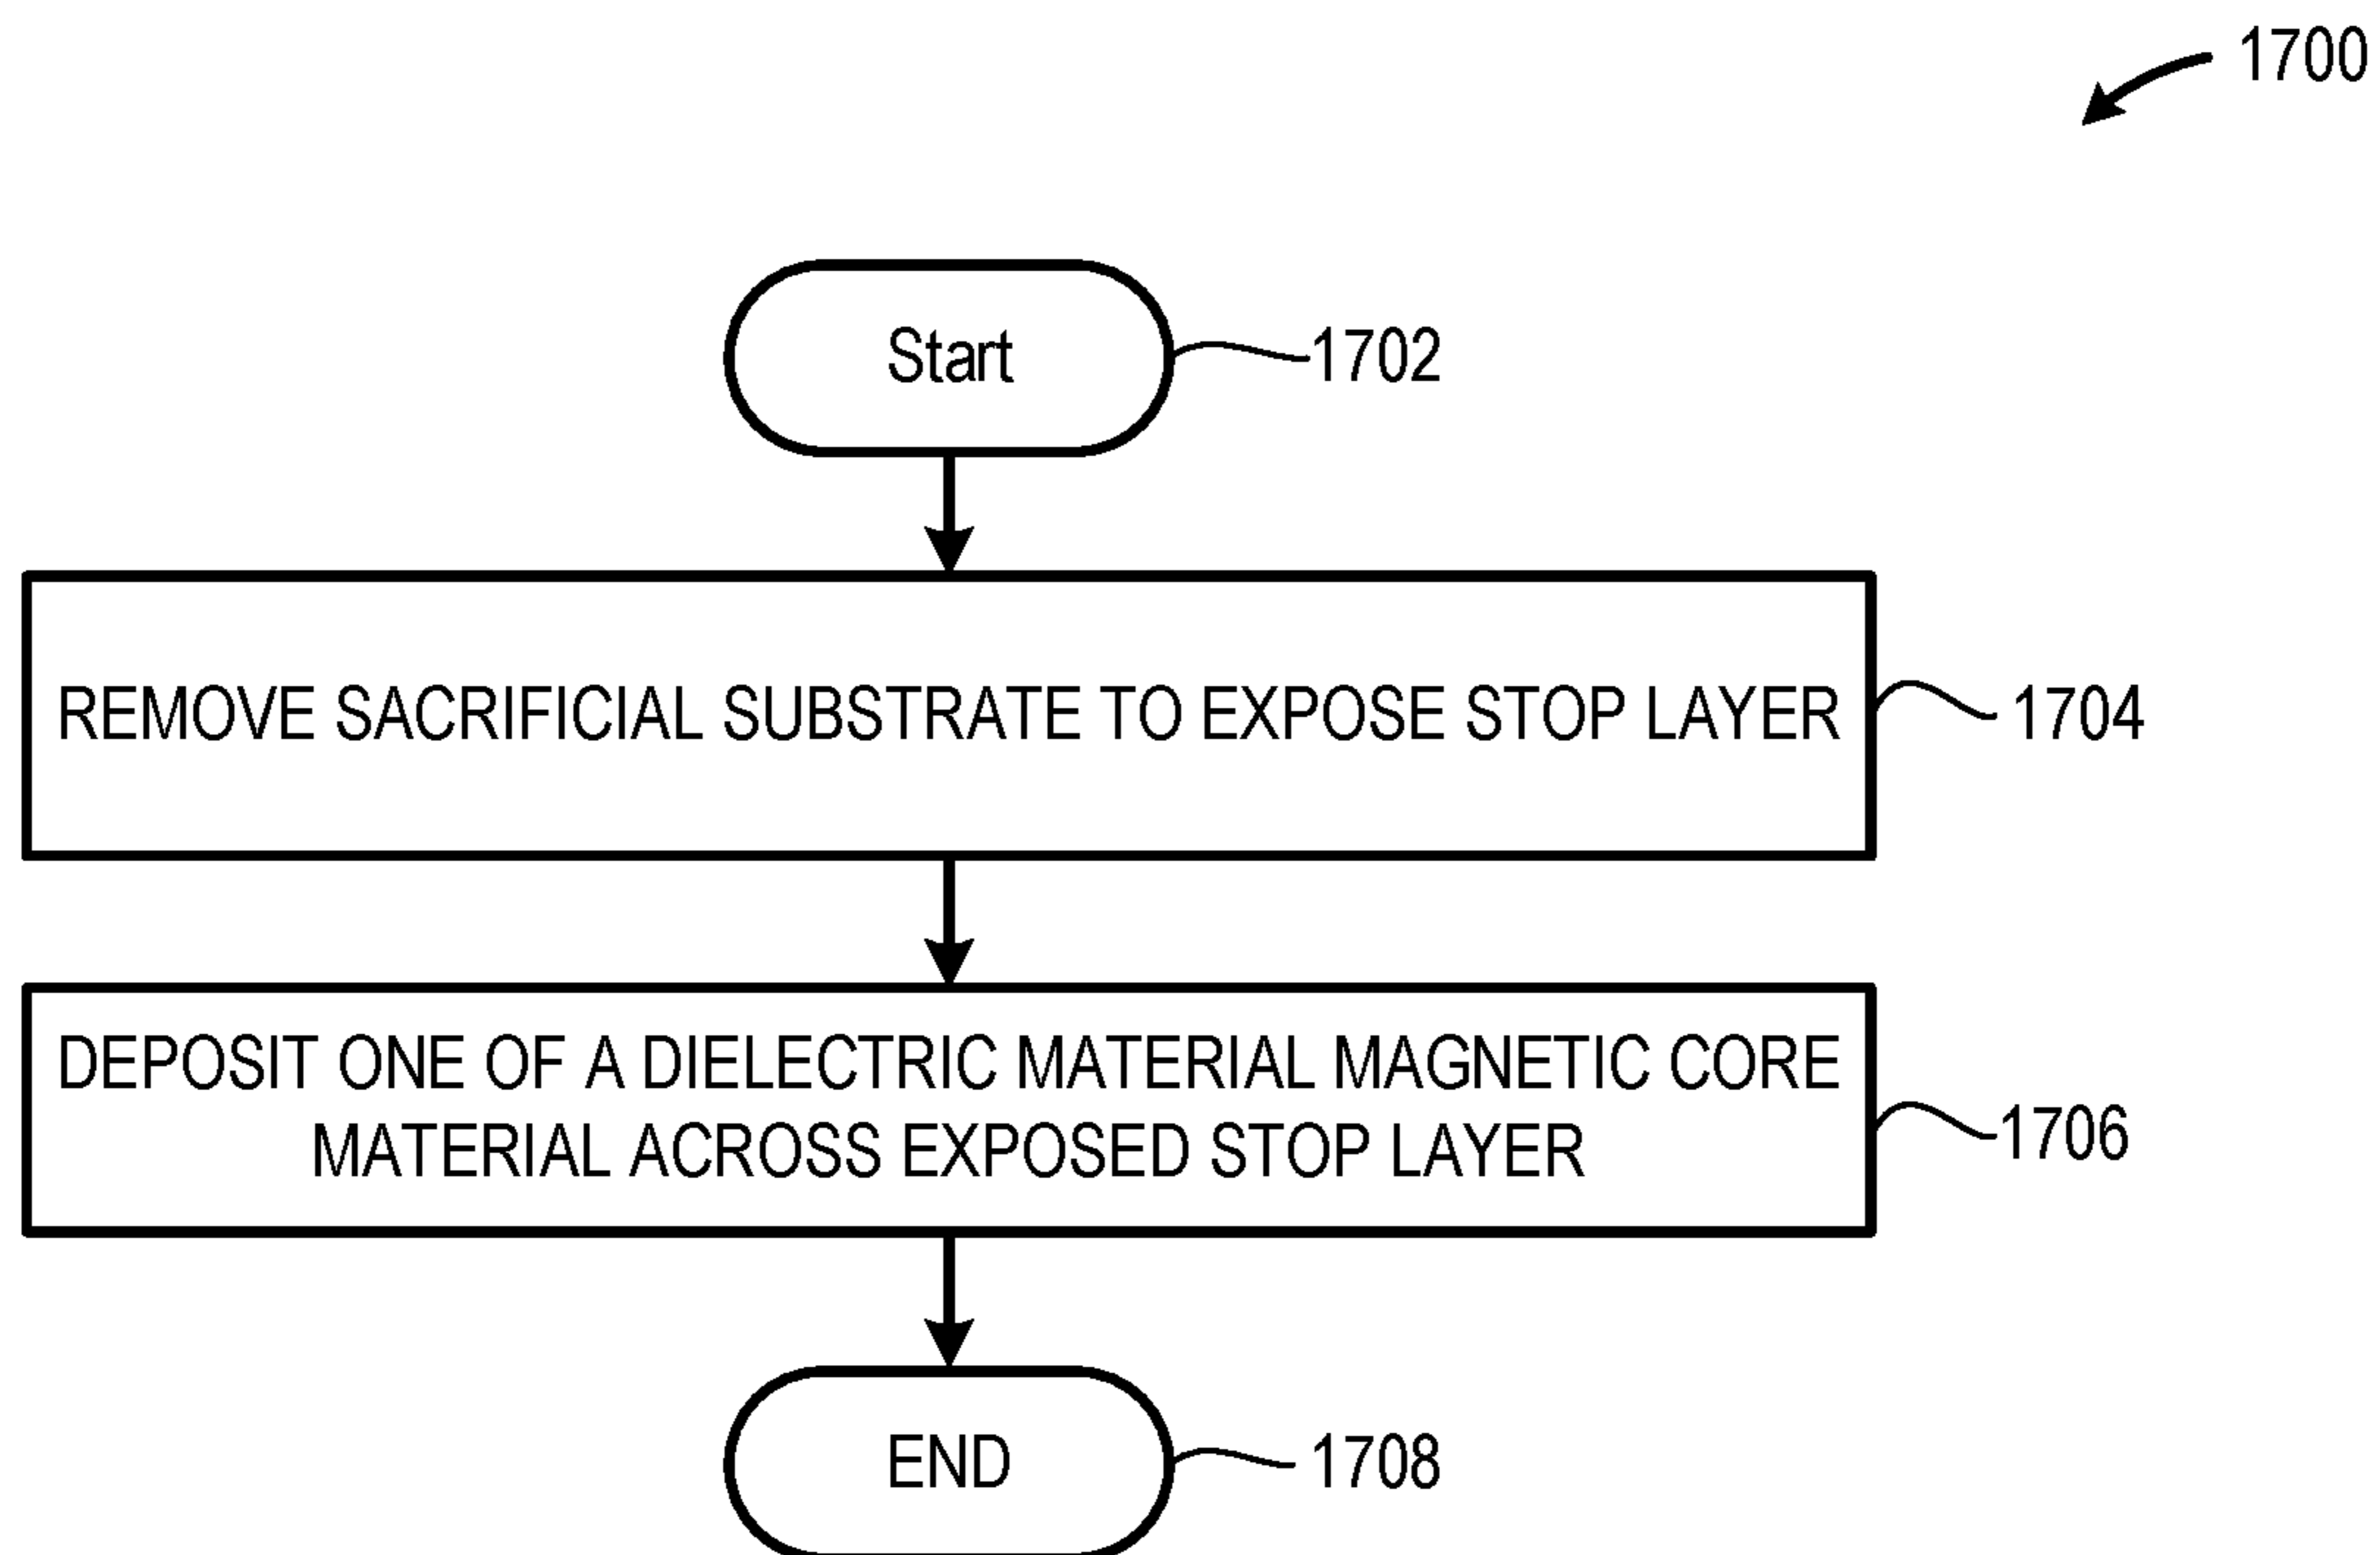 1700
Start
1702
REMOVE SACRIFICIAL SUBSTRATE TO EXPOSE STOP LAYER
1704
DEPOSIT ONE OF A DIELECTRIC MATERIAL MAGNETIC CORE
MATERIAL ACROSS EXPOSED STOP LAYER
1706
END
1708